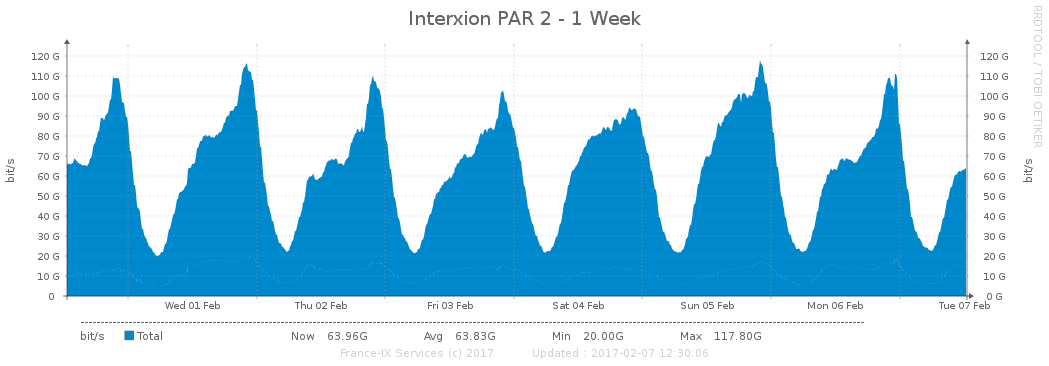 Interxion PAR 2 - 1 Week
RRDTOOL / TOBI OETIKER
bit/s
120 G
110 G
100 G
90 G
80 G
70 G
60 G
50 G
40 G
30 G
20 G
10 G
0
120 G
110 G
100 G
90 G
80 G
70 G
60 G
50 G
40 G
30 G
20 G
10 G
0 G
bit/s
Wed 01 Feb Thu 02 Feb Fri 03 Feb Sat 04 Feb Sun 05 Feb Mon 06 Feb Tue 07 Feb
bit/s Total Now 63.96G Avg 63.83G Min 20.00G Max 117.80G
France-IX Services (c) 2017 Updated : 2017-02-07 12:30:06